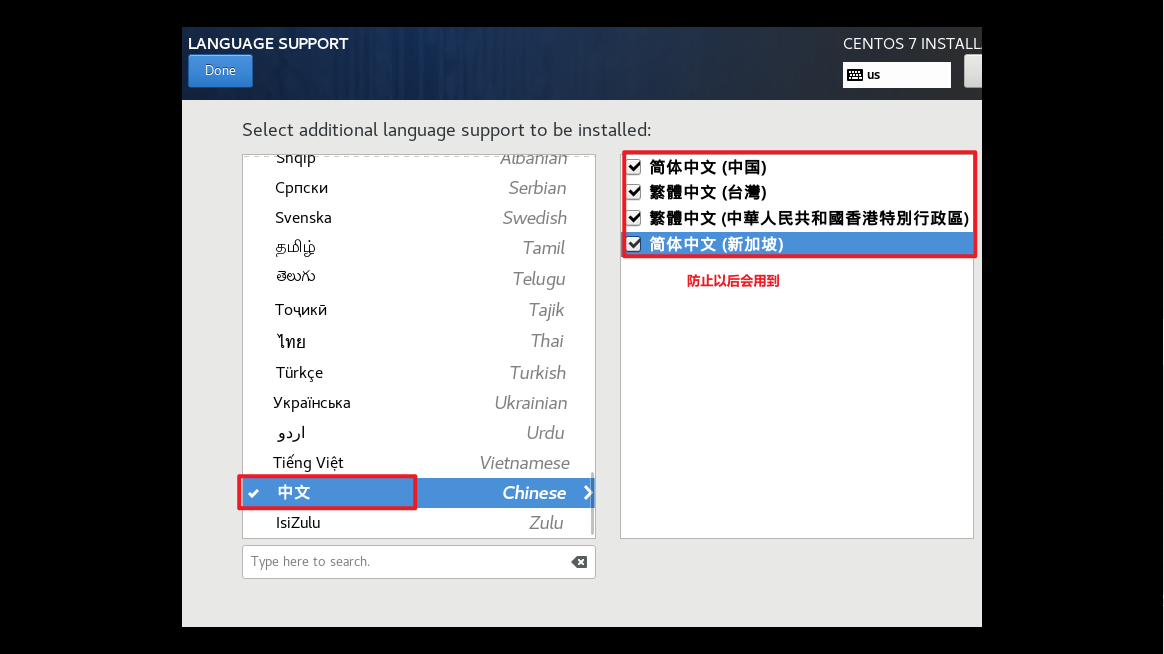 LANGUAGE SUPPORT
CENTOS 7 INSTALL
Done
us
Select additional language support to be installed:
Shqip Albanian
Српски Serbian
Svenska Swedish
தமிழ் Tamil
తెలుగు Telugu
Тоҷикӣ Tajik
ไทย Thai
Türkçe Turkish
Українська Ukrainian
اردو Urdu
Tiếng Việt Vietnamese
中文 Chinese
IsiZulu Zulu
Type here to search.
简体中文 (中国)
繁體中文 (台灣)
繁體中文 (中華人民共和國香港特別行政區)
简体中文 (新加坡)
防止以后会用到